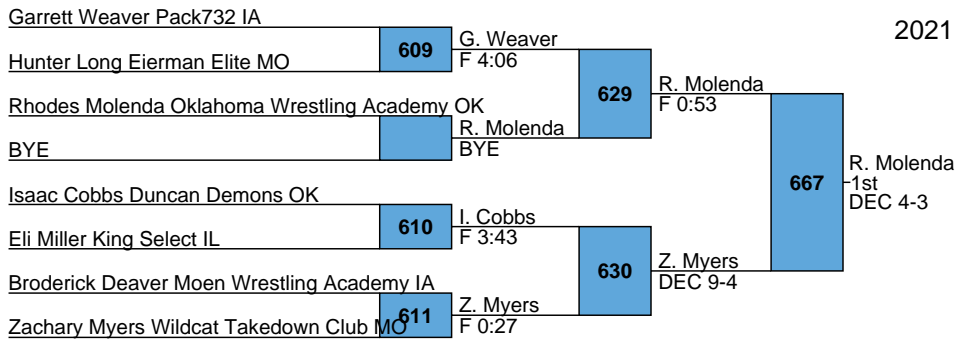 Garrett Weaver Pack732 IA
2021
609
G. Weaver
F 4:06
Hunter Long Eierman Elite MO
629
R. Molenda
F 0:53
Rhodes Molenda Oklahoma Wrestling Academy OK
R. Molenda
BYE
BYE
667
R. Molenda
1st
DEC 4-3
Isaac Cobbs Duncan Demons OK
610
I. Cobbs
F 3:43
Eli Miller King Select IL
630
Z. Myers
DEC 9-4
Broderick Deaver Moen Wrestling Academy IA
611
Z. Myers
F 0:27
Zachary Myers Wildcat Takedown Club MO